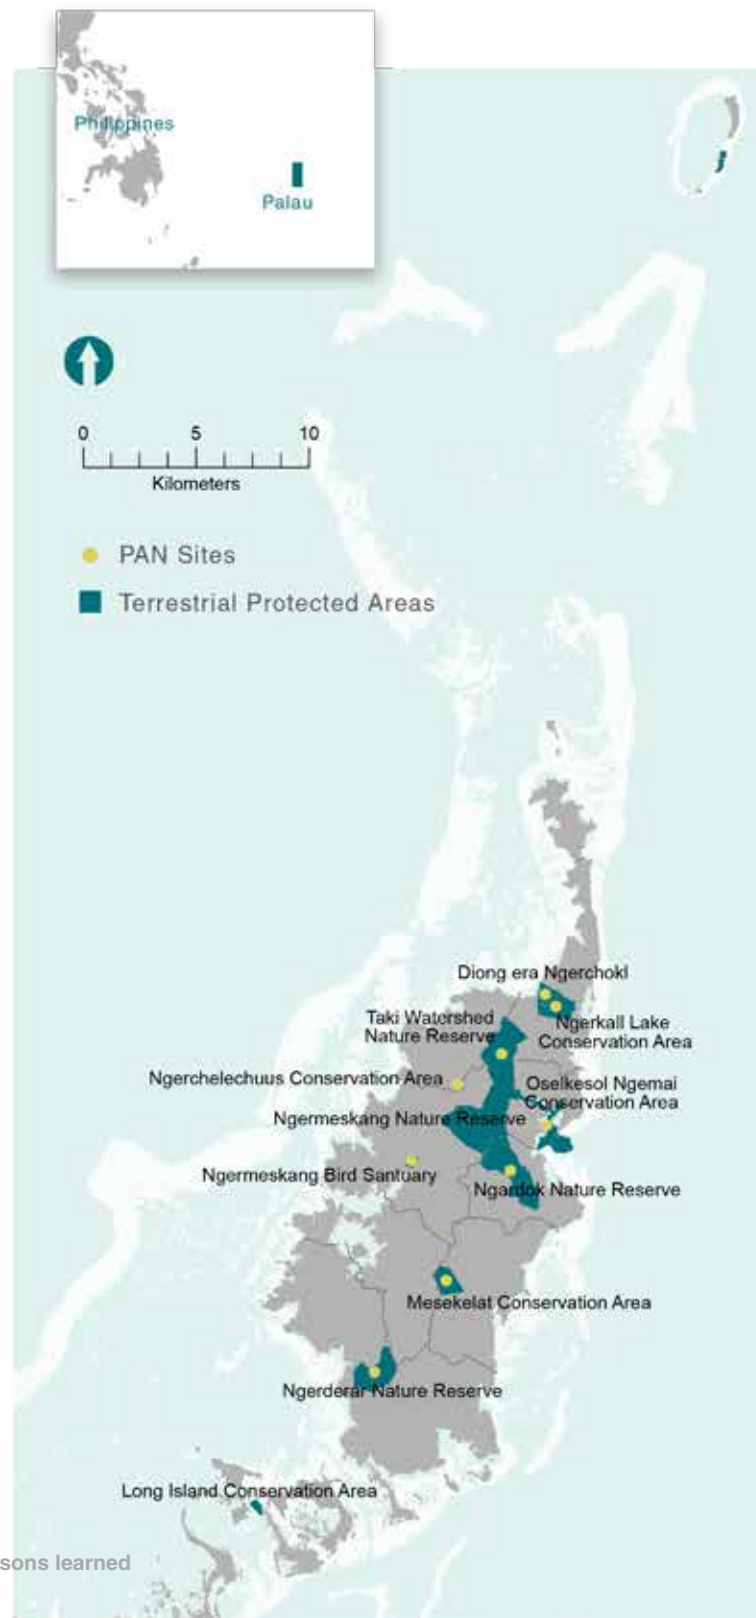 Philippines
Palau
0 5 10
Kilometers
PAN Sites
Terrestrial Protected Areas
Diong era Ngerchokl
Taki Watershed
Nature Reserve
Ngerkall Lake
Conservation Area
Ngerchelechuus Conservation Area
Oselkesol Ngemai
Conservation Area
Ngermeskang Nature Reserve
Ngermeskang Bird Santuary
Ngardok Nature Reserve
Mesekelat Conservation Area
Ngerderar Nature Reserve
Long Island Conservation Area
sons learned